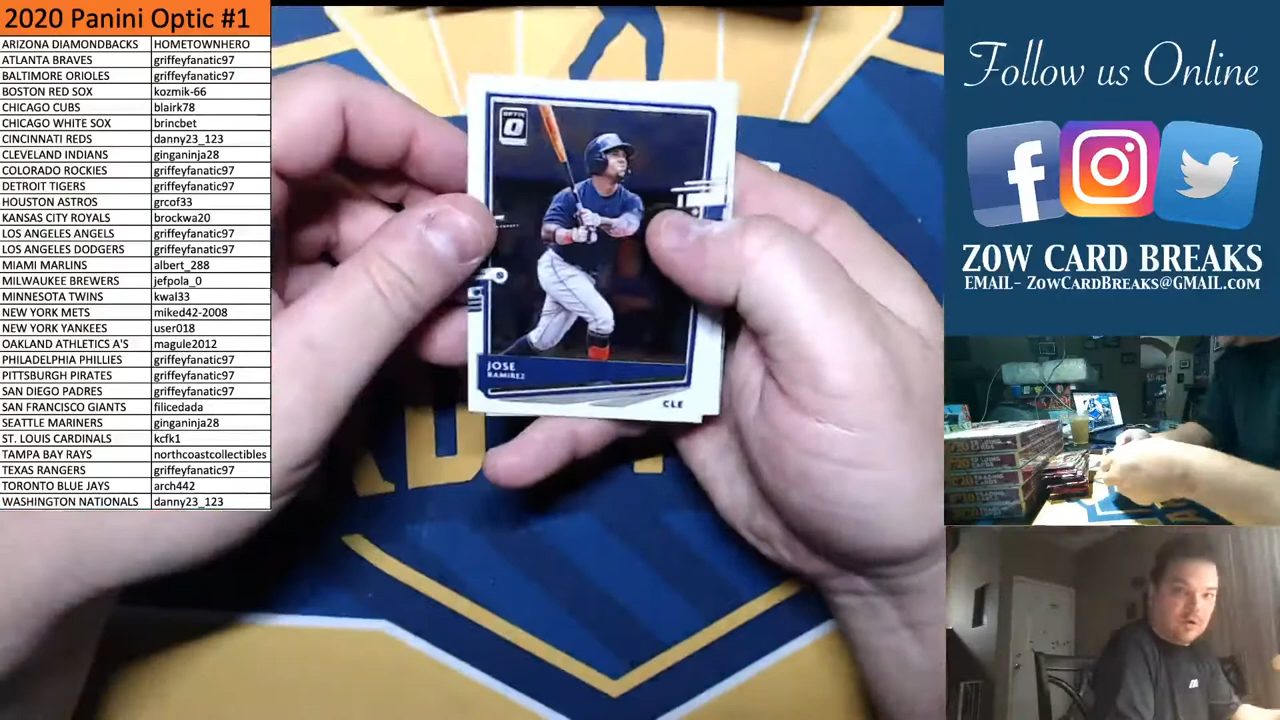 2020 Panini Optic #1
ARIZONA DIAMONDBACKS HOMETOWNHERO
ATLANTA BRAVES griffeyfanatic97
BALTIMORE ORIOLES griffeyfanatic97
BOSTON RED SOX kozmik-66
CHICAGO CUBS blairk78
CHICAGO WHITE SOX brincbet
CINCINNATI REDS danny23_123
CLEVELAND INDIANS ginganinja28
COLORADO ROCKIES griffeyfanatic97
DETROIT TIGERS griffeyfanatic97
HOUSTON ASTROS grcof33
KANSAS CITY ROYALS brockwa20
LOS ANGELES ANGELS griffeyfanatic97
LOS ANGELES DODGERS griffeyfanatic97
MIAMI MARLINS albert_288
MILWAUKEE BREWERS jefpola_0
MINNESOTA TWINS kwal33
NEW YORK METS miked42-2008
NEW YORK YANKEES user018
OAKLAND ATHLETICS A'S magule2012
PHILADELPHIA PHILLIES griffeyfanatic97
PITTSBURGH PIRATES griffeyfanatic97
SAN DIEGO PADRES griffeyfanatic97
SAN FRANCISCO GIANTS filicedada
SEATTLE MARINERS ginganinja28
ST. LOUIS CARDINALS kcfk1
TAMPA BAY RAYS northcoastcollectibles
TEXAS RANGERS griffeyfanatic97
TORONTO BLUE JAYS arch442
WASHINGTON NATIONALS danny23_123
OPTIC
JOSE
RAMIREZ
CLE
Follow us Online
ZOW CARD BREAKS
EMAIL- ZOWCARDBREAKS@GMAIL.COM